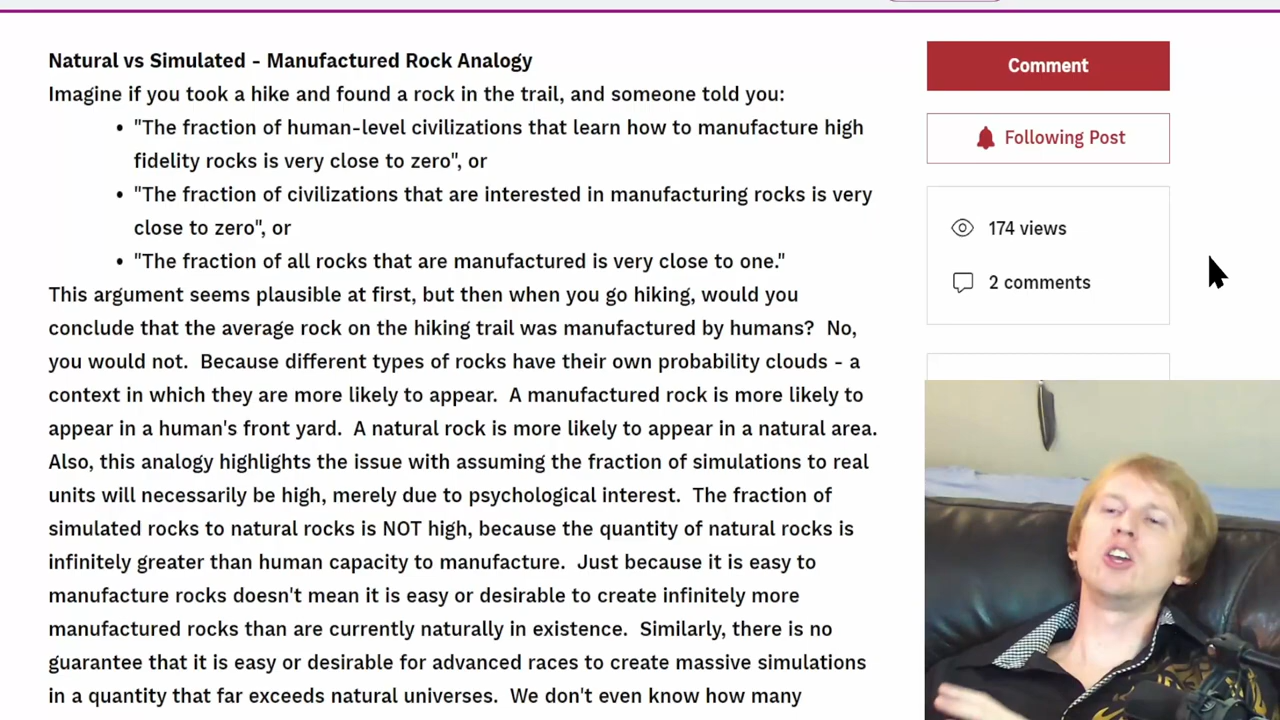 Natural vs Simulated - Manufactured Rock Analogy
Imagine if you took a hike and found a rock in the trail, and someone told you:
• "The fraction of human-level civilizations that learn how to manufacture high
fidelity rocks is very close to zero", or
• "The fraction of civilizations that are interested in manufacturing rocks is very
close to zero", or
• "The fraction of all rocks that are manufactured is very close to one."
This argument seems plausible at first, but then when you go hiking, would you
conclude that the average rock on the hiking trail was manufactured by humans?  No,
you would not.  Because different types of rocks have their own probability clouds - a
context in which they are more likely to appear.  A manufactured rock is more likely to
appear in a human's front yard.  A natural rock is more likely to appear in a natural area.
Also, this analogy highlights the issue with assuming the fraction of simulations to real
units will necessarily be high, merely due to psychological interest.  The fraction of
simulated rocks to natural rocks is NOT high, because the quantity of natural rocks is
infinitely greater than human capacity to manufacture.  Just because it is easy to
manufacture rocks doesn't mean it is easy or desirable to create infinitely more
manufactured rocks than are currently naturally in existence.  Similarly, there is no
guarantee that it is easy or desirable for advanced races to create massive simulations
in a quantity that far exceeds natural universes.  We don't even know how many
Comment
Following Post
174 views
2 comments